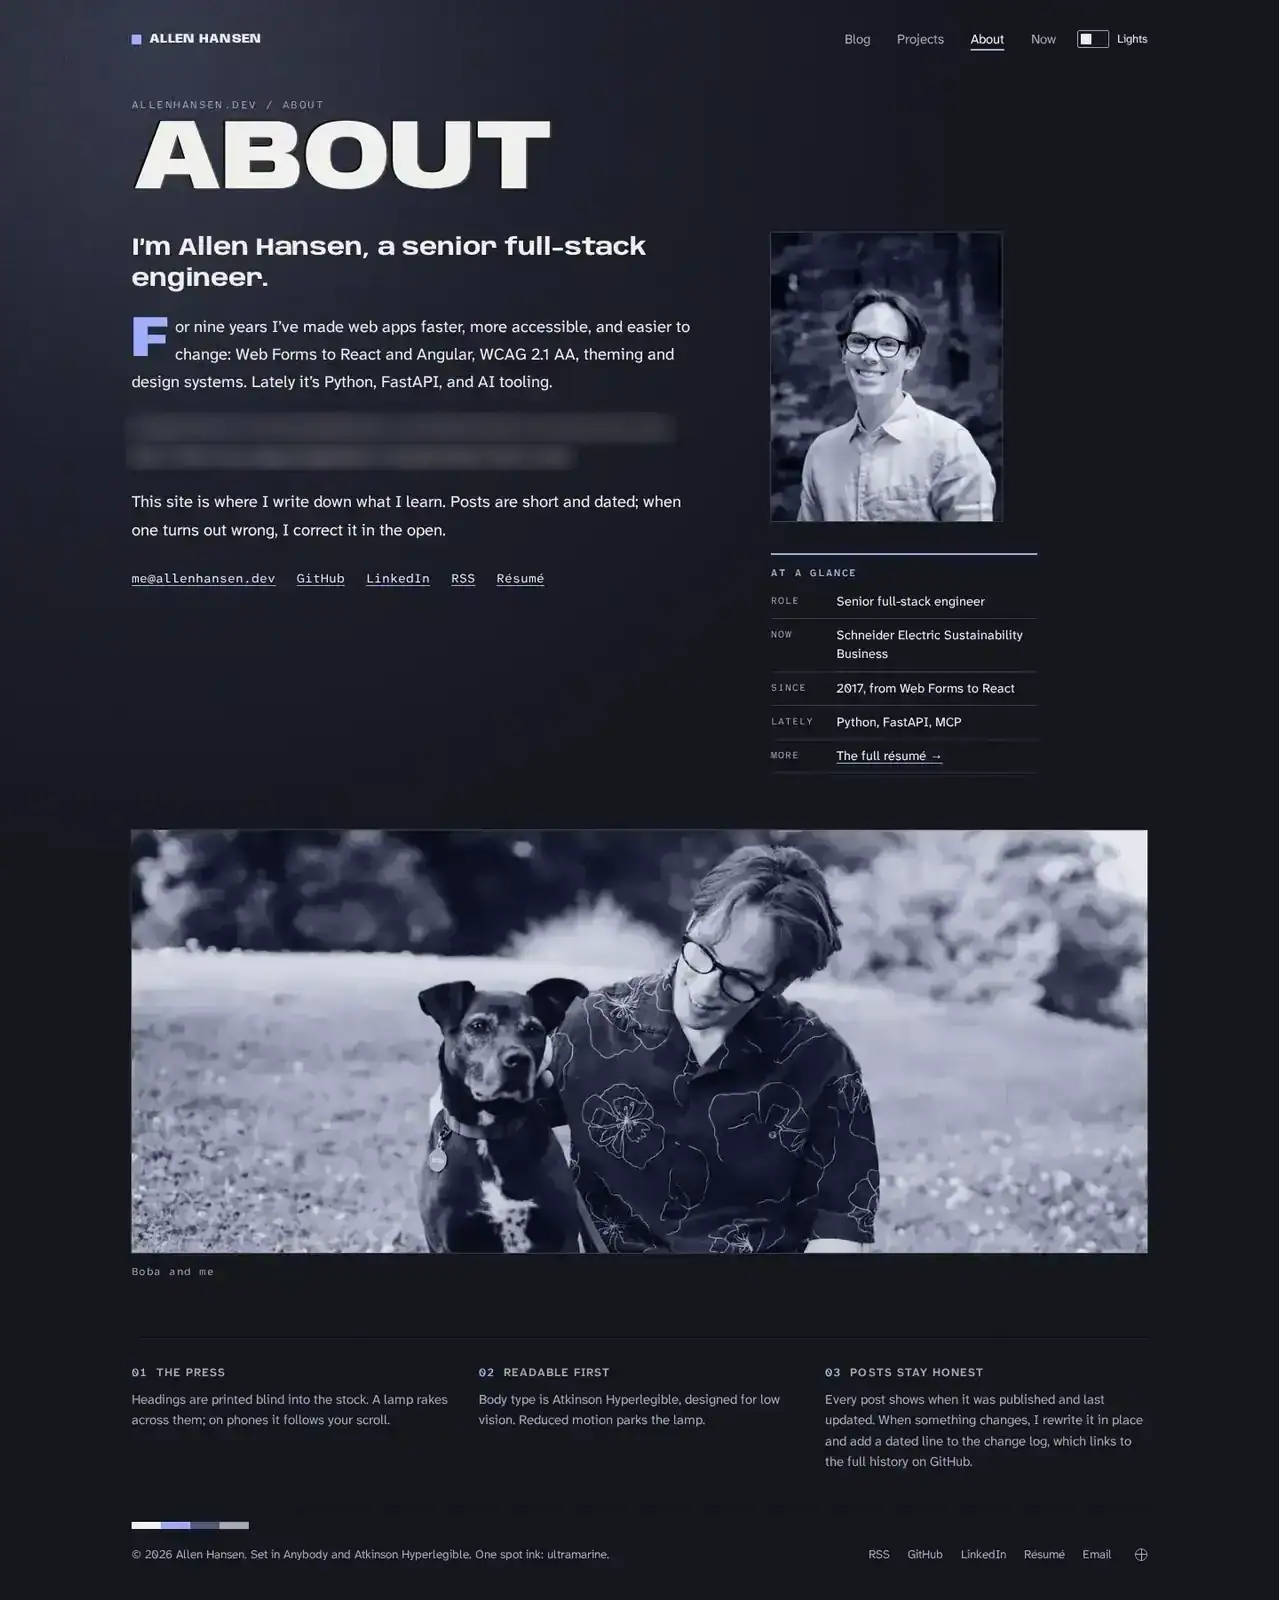 ALLEN HANSEN
Blog Projects About Now Lights
ALLENHANSEN.DEV / ABOUT
ABOUT
I'm Allen Hansen, a senior full-stack
engineer.
For nine years I've made web apps faster, more accessible, and easier to
change: Web Forms to React and Angular, WCAG 2.1 AA, theming and
design systems. Lately it's Python, FastAPI, and AI tooling.
This site is where I write down what I learn. Posts are short and dated; when
one turns out wrong, I correct it in the open.
me@allenhansen.dev GitHub LinkedIn RSS Résumé
AT A GLANCE
ROLE Senior full-stack engineer
NOW Schneider Electric Sustainability
Business
SINCE 2017, from Web Forms to React
LATELY Python, FastAPI, MCP
MORE The full résumé →
Boba and me
01 THE PRESS
Headings are printed blind into the stock. A lamp rakes
across them; on phones it follows your scroll.
02 READABLE FIRST
Body type is Atkinson Hyperlegible, designed for low
vision. Reduced motion parks the lamp.
03 POSTS STAY HONEST
Every post shows when it was published and last
updated. When something changes, I rewrite it in place
and add a dated line to the change log, which links to
the full history on GitHub.
© 2026 Allen Hansen. Set in Anybody and Atkinson Hyperlegible. One spot ink: ultramarine.
RSS GitHub LinkedIn Résumé Email